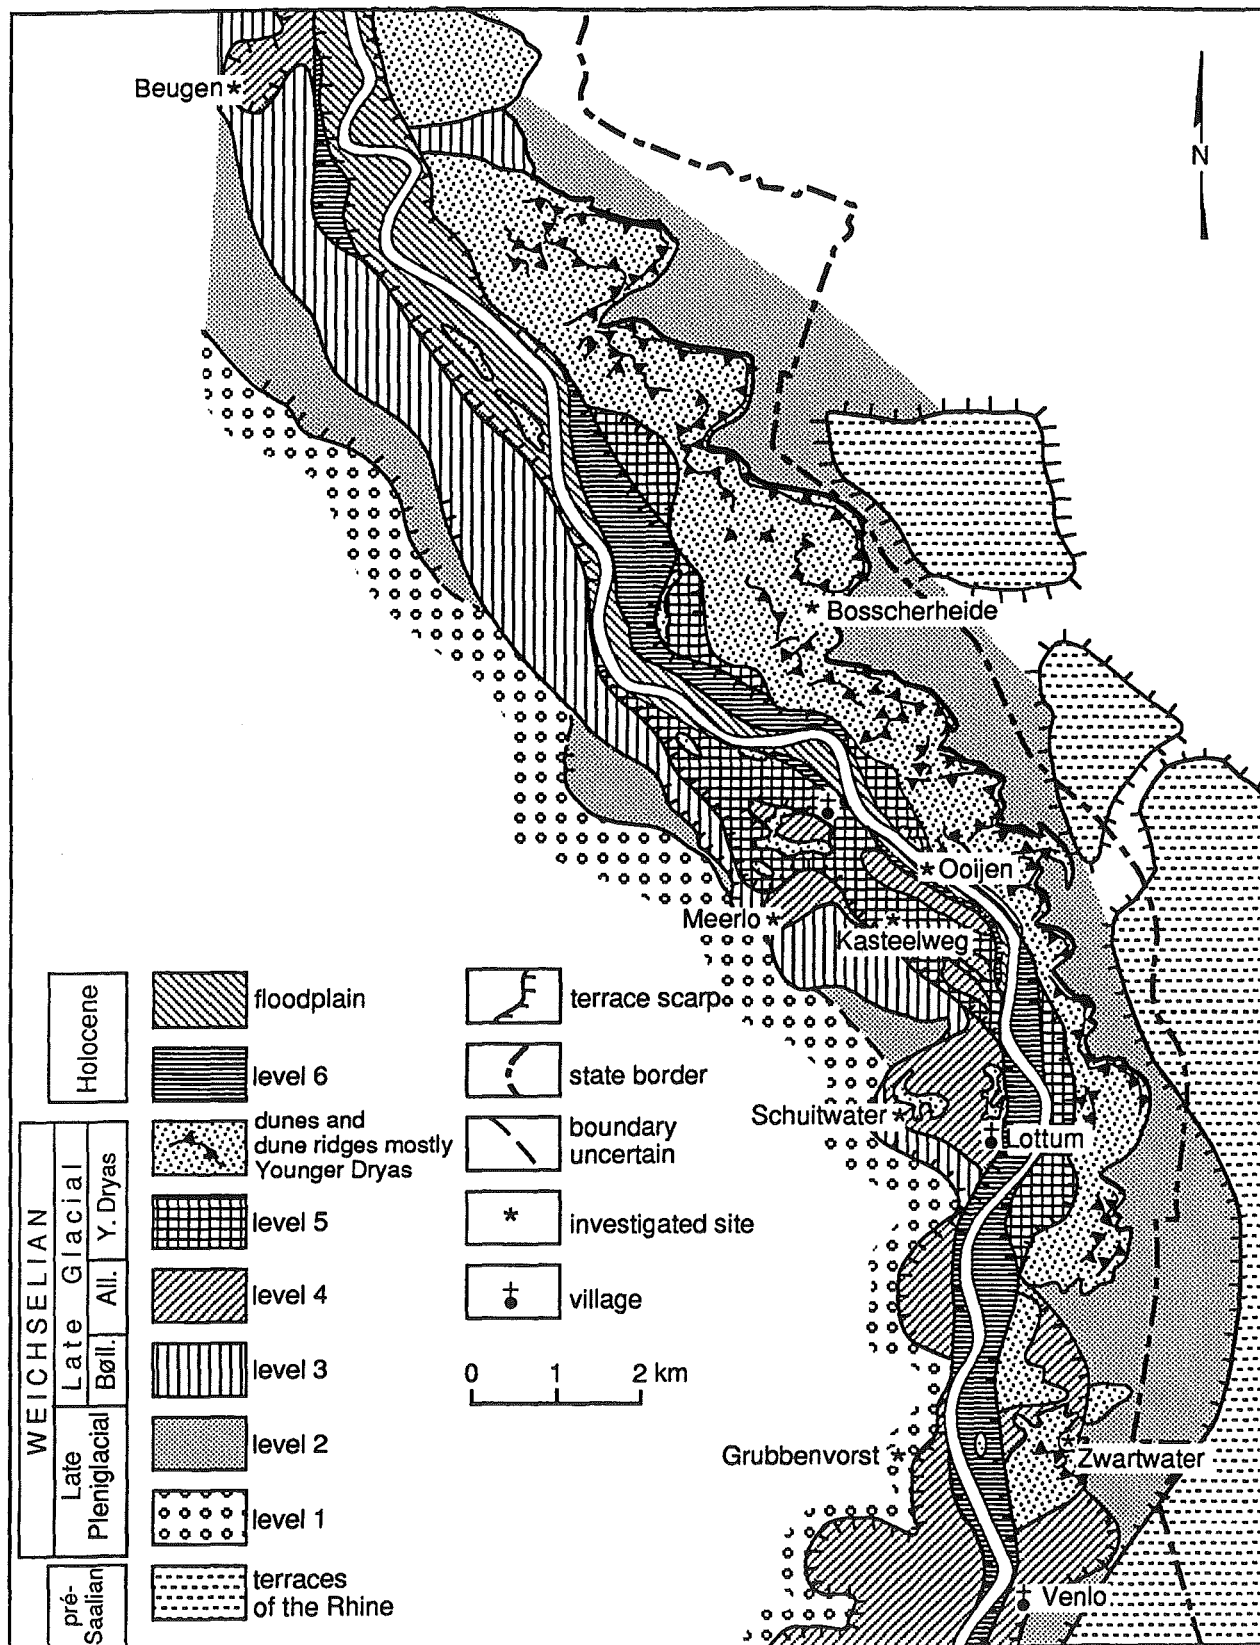 N
Beugen
Bosscherheide
Ooijen
Meerlo
Kasteelweg
Schuitwater
Lottum
Grubbenvorst
Zwartwater
Venlo
Holocene
floodplain
level 6
WEICHSELIAN
Late Glacial
Y. Dryas
All.
Bøll.
dunes and
dune ridges mostly
Younger Dryas
level 5
level 4
level 3
Late
Pleniglacial
level 2
level 1
pré-
Saalian
terraces
of the Rhine
terrace scarp
state border
boundary
uncertain
investigated site
village
0 1 2 km